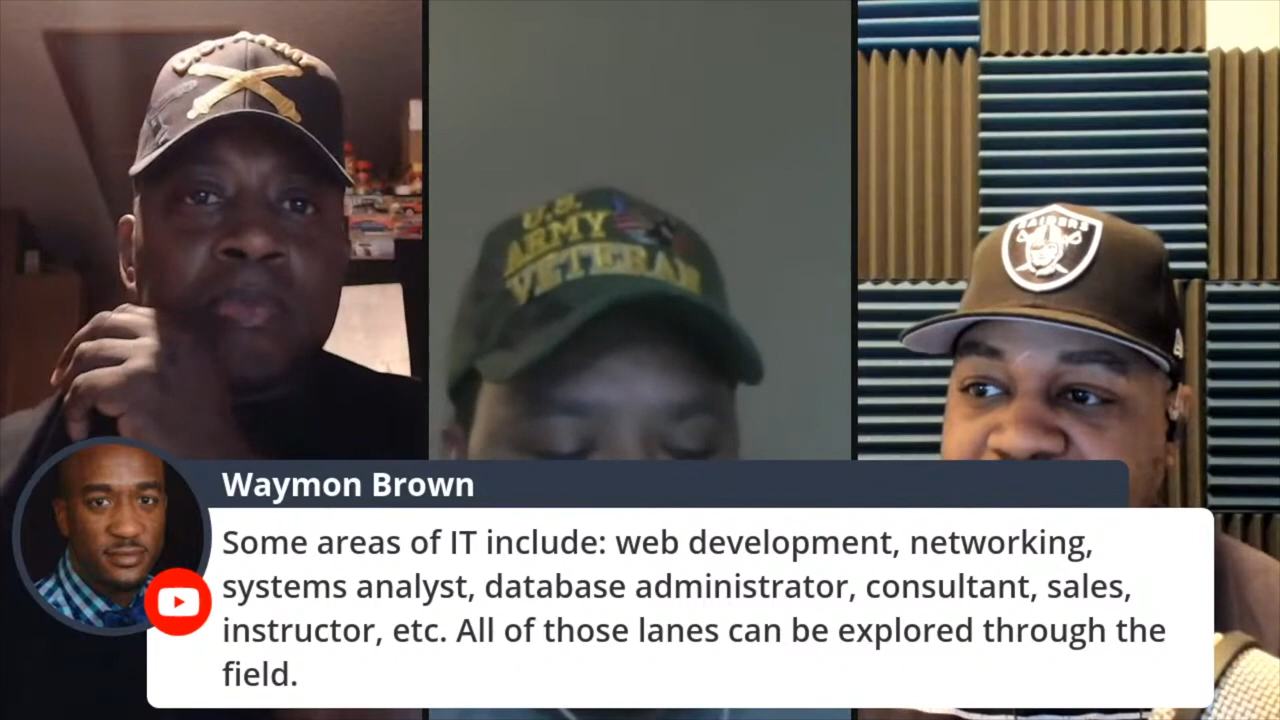 U.S.
ARMY
VETERAN
RAIDERS
Waymon Brown
Some areas of IT include: web development, networking,
systems analyst, database administrator, consultant, sales,
instructor, etc. All of those lanes can be explored through the
field.